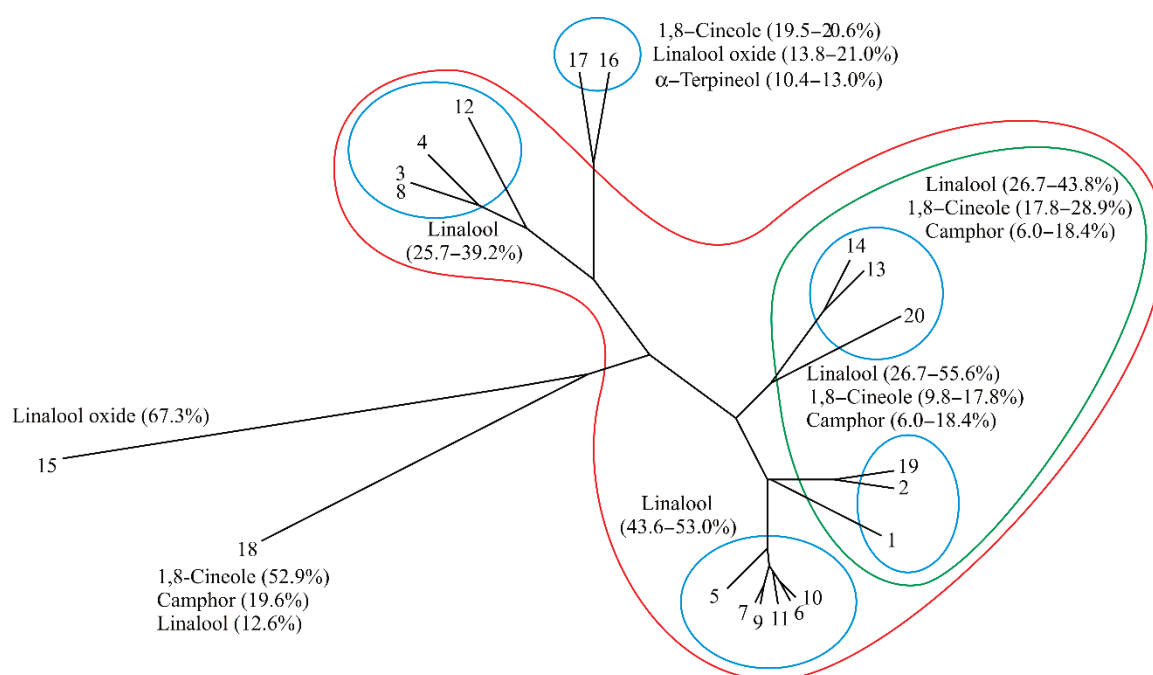 1,8–Cineole (19.5–20.6%)
Linalool oxide (13.8–21.0%)
α–Terpineol (10.4–13.0%)
17 16
12
4
3
8
Linalool
(25.7–39.2%)
Linalool (26.7–43.8%)
1,8–Cineole (17.8–28.9%)
Camphor (6.0–18.4%)
14
13
20
Linalool (26.7–55.6%)
1,8–Cineole (9.8–17.8%)
Camphor (6.0–18.4%)
Linalool oxide (67.3%)
15
19
2
1
Linalool
(43.6–53.0%)
18
1,8-Cineole (52.9%)
Camphor (19.6%)
Linalool (12.6%)
5
7
9
11
6
10